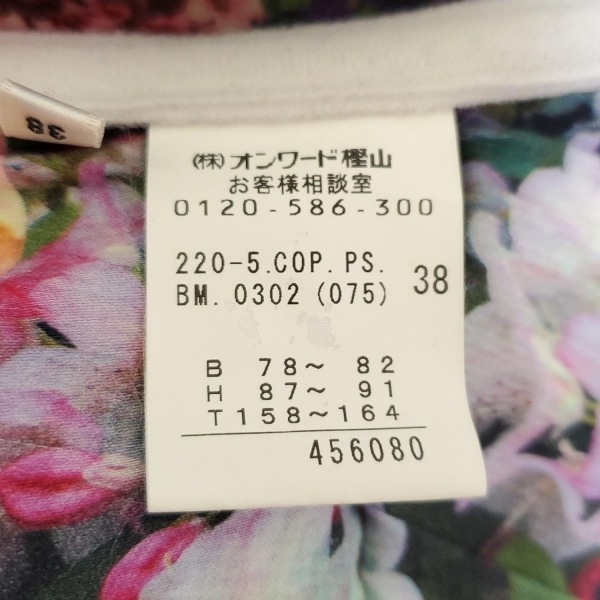 38
(株)オンワード樫山
お客様相談室
0120-586-300
220-5.COP.PS.
BM.0302(075) 38
B 78～ 82
H 87～ 91
T158～164
456080